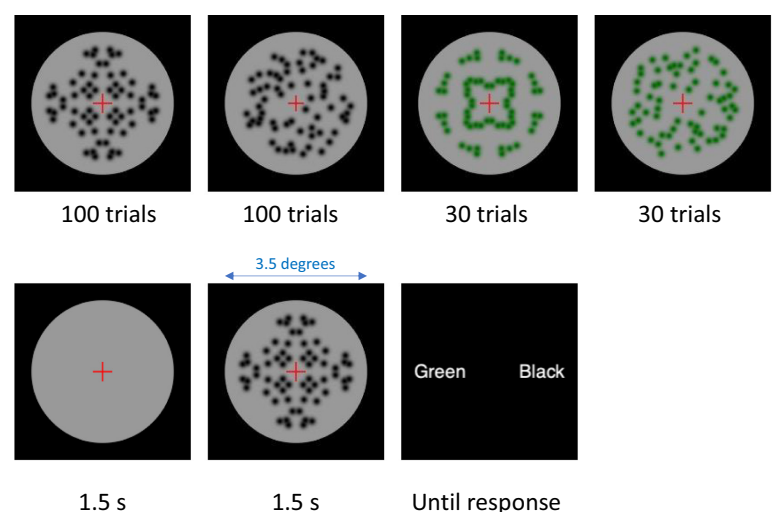 100 trials
100 trials
30 trials
30 trials
3.5 degrees
Green
Black
1.5 s
1.5 s
Until response